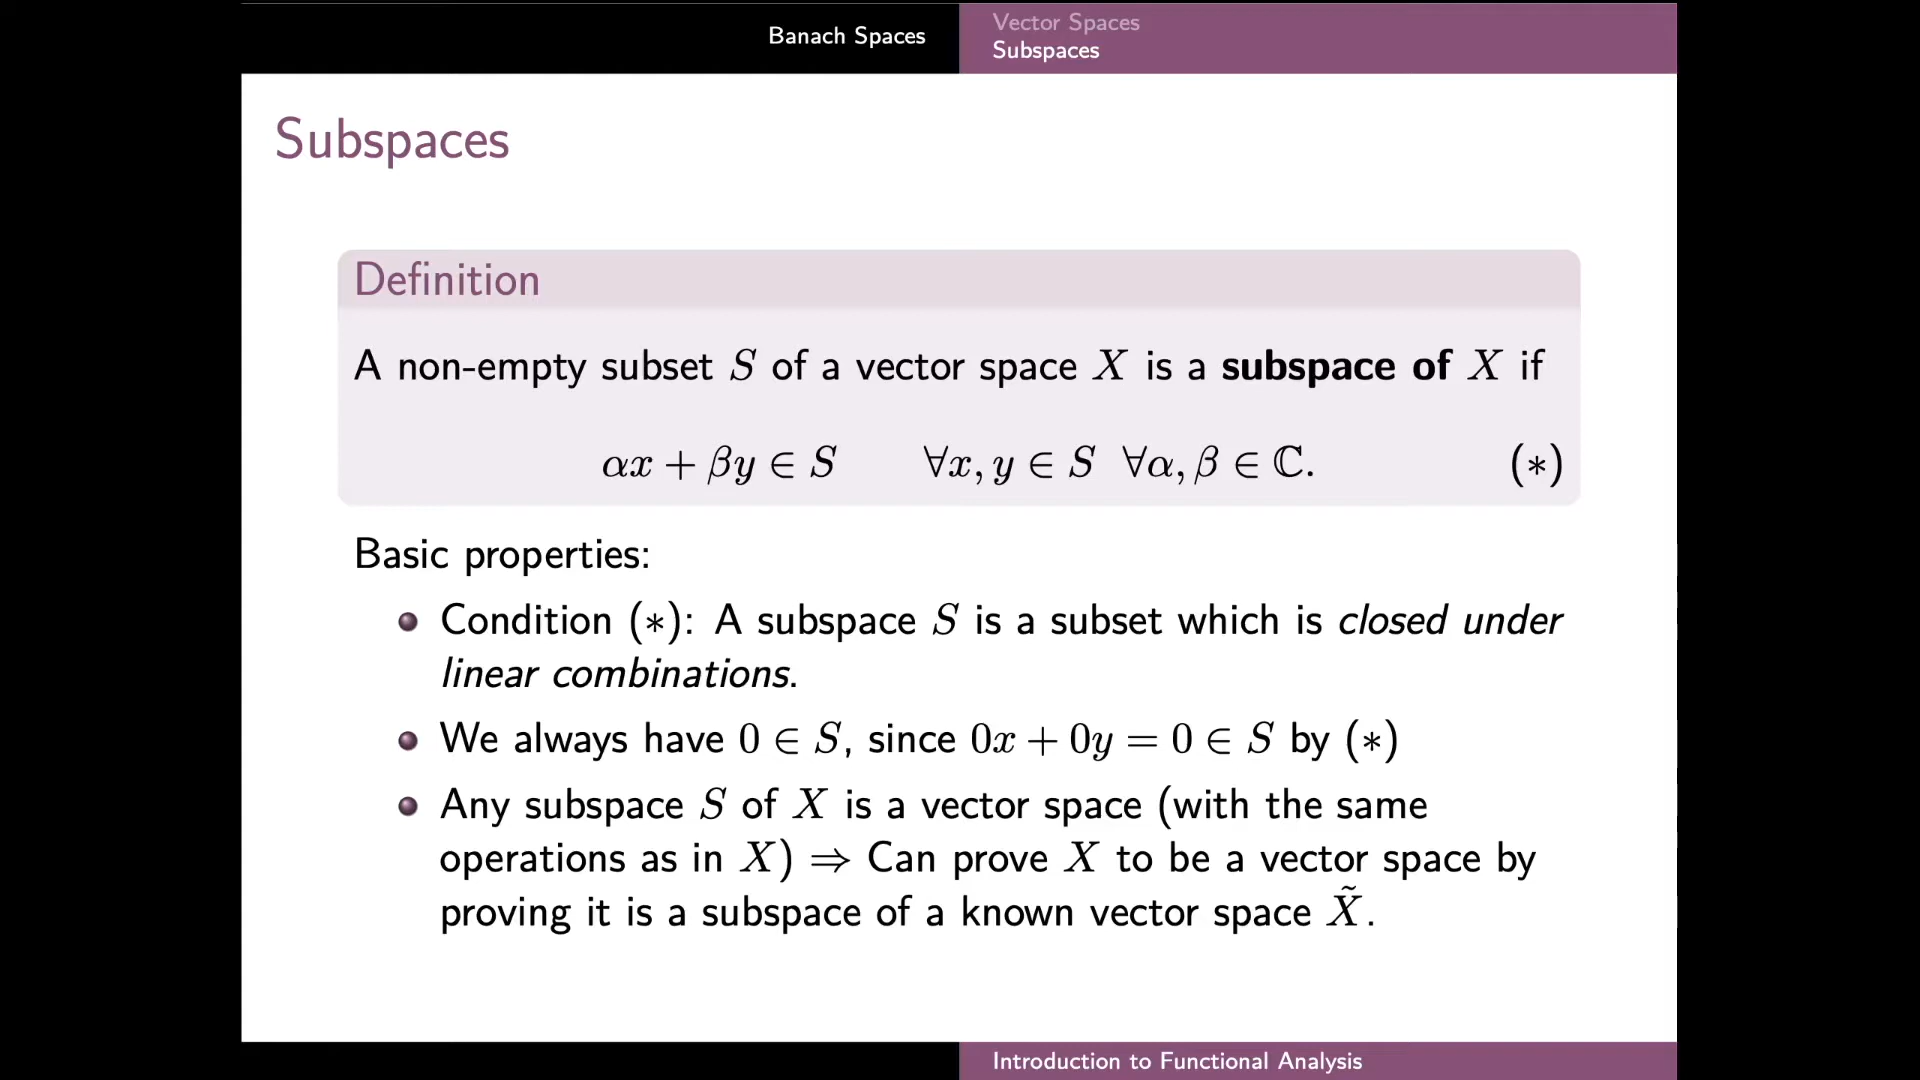 Banach Spaces
Vector Spaces
Subspaces
Subspaces
Definition
A non-empty subset S of a vector space X is a subspace of X if
αx + βy ∈ S ∀x, y ∈ S ∀α, β ∈ ℂ. (∗)
Basic properties:
Condition (∗): A subspace S is a subset which is closed under
linear combinations.
We always have 0 ∈ S, since 0x + 0y = 0 ∈ S by (∗)
Any subspace S of X is a vector space (with the same
operations as in X) ⇒ Can prove X to be a vector space by
proving it is a subspace of a known vector space X̃.
Introduction to Functional Analysis